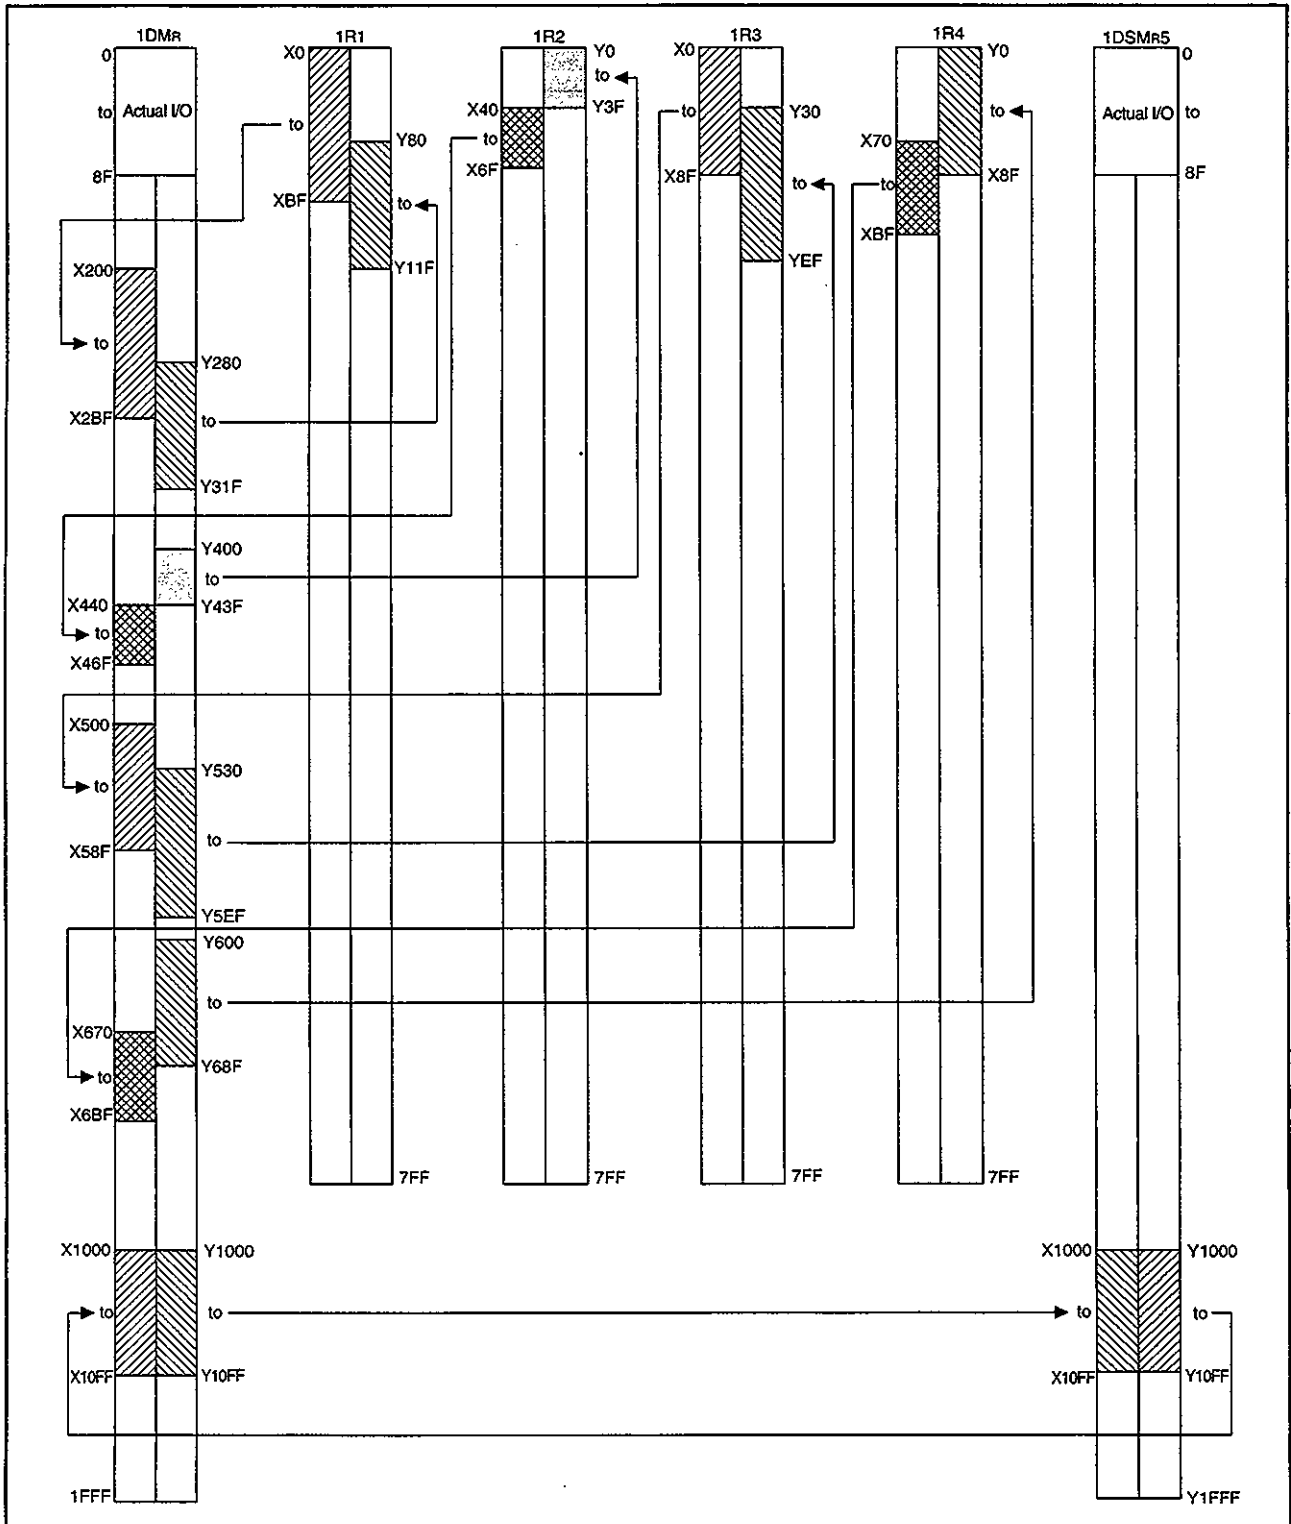 1DMR
0
to
Actual I/O
8F
X200
to
X2BF
Y280
to
Y31F
Y400
to
Y43F
X440
to
X46F
X500
to
X58F
Y530
to
Y5EF
Y600
to
Y68F
X670
to
X6BF
X1000
to
X10FF
Y1000
to
Y10FF
1FFF
1R1
X0
to
XBF
Y80
to
Y11F
7FF
1R2
Y0
to
Y3F
X40
to
X6F
7FF
1R3
X0
to
X8F
Y30
to
YEF
7FF
1R4
Y0
to
X8F
X70
to
XBF
7FF
1DSMR5
0
Actual I/O
to
8F
X1000
to
X10FF
Y1000
to
Y10FF
Y1FFF